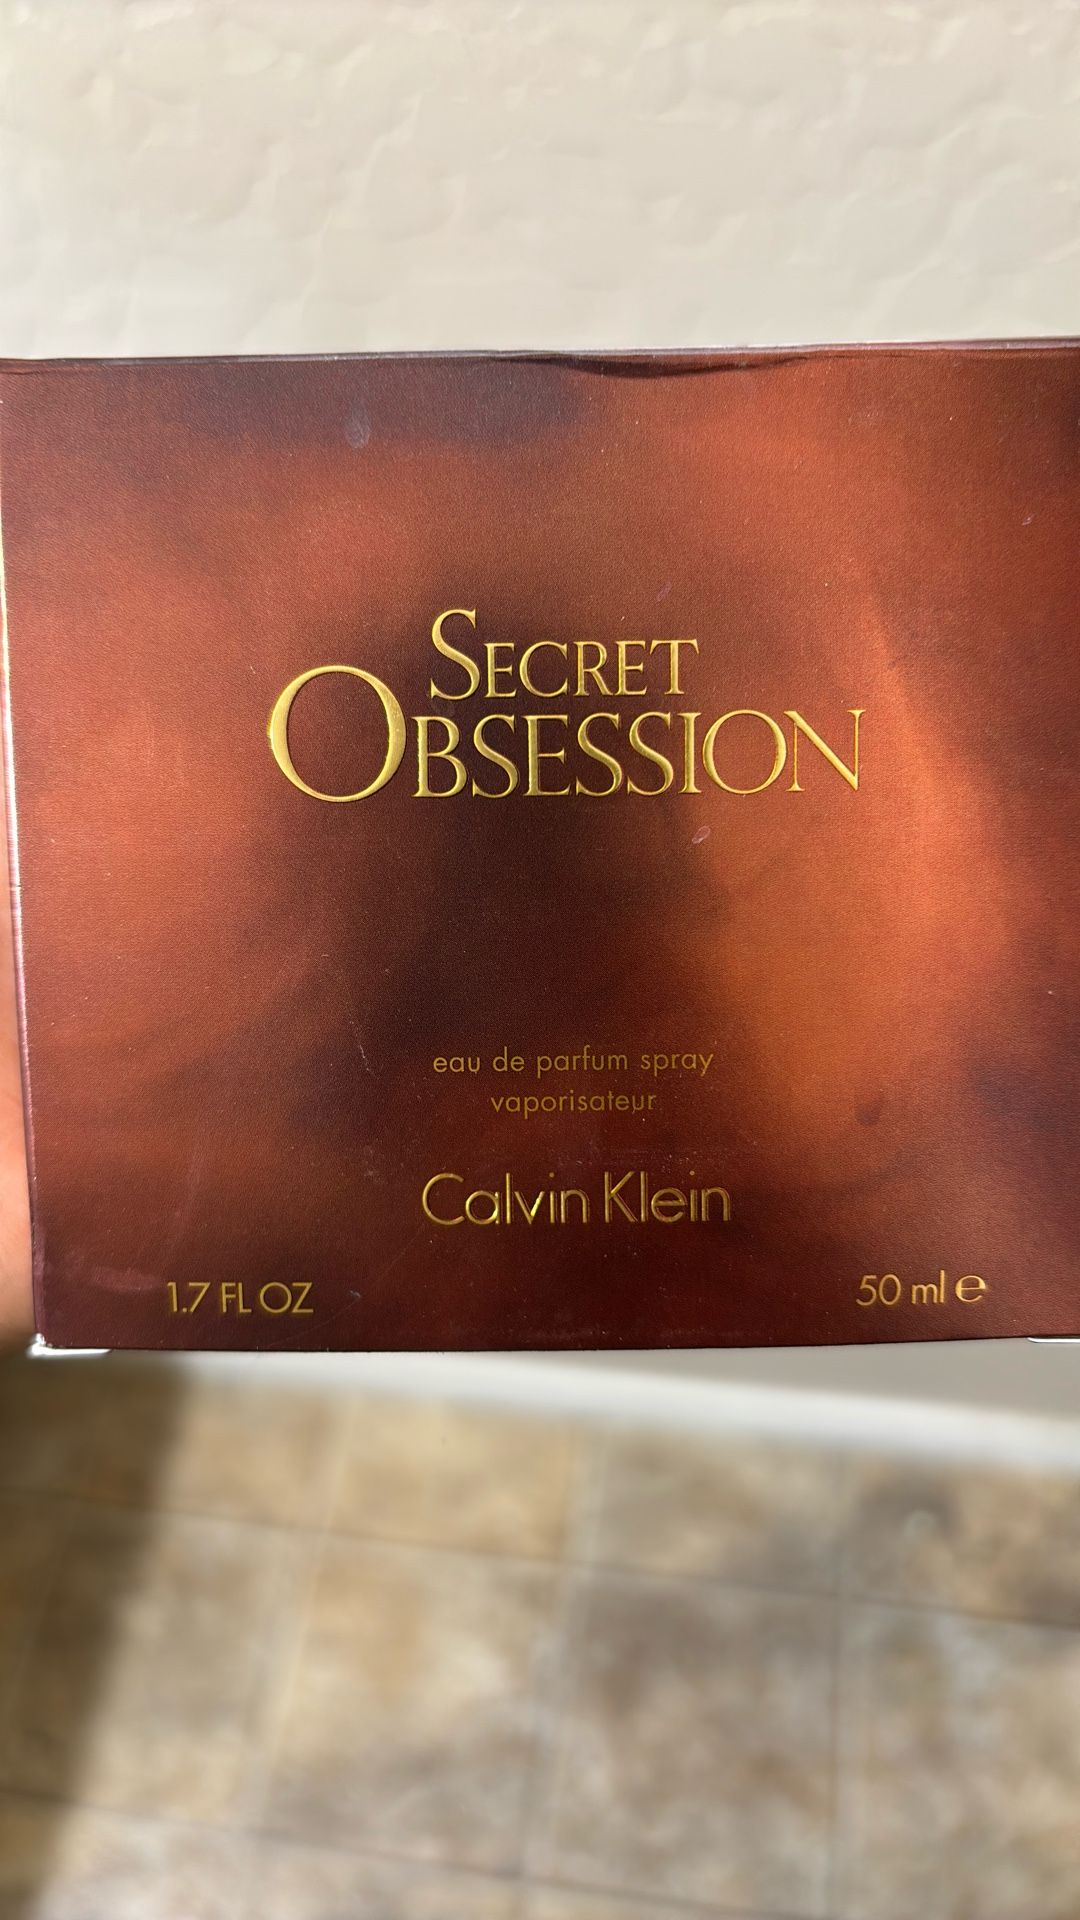 SECRET
OBSESSION
eau de parfum spray
vaporisateur
Calvin Klein
1.7 FL OZ
50 ml ℮